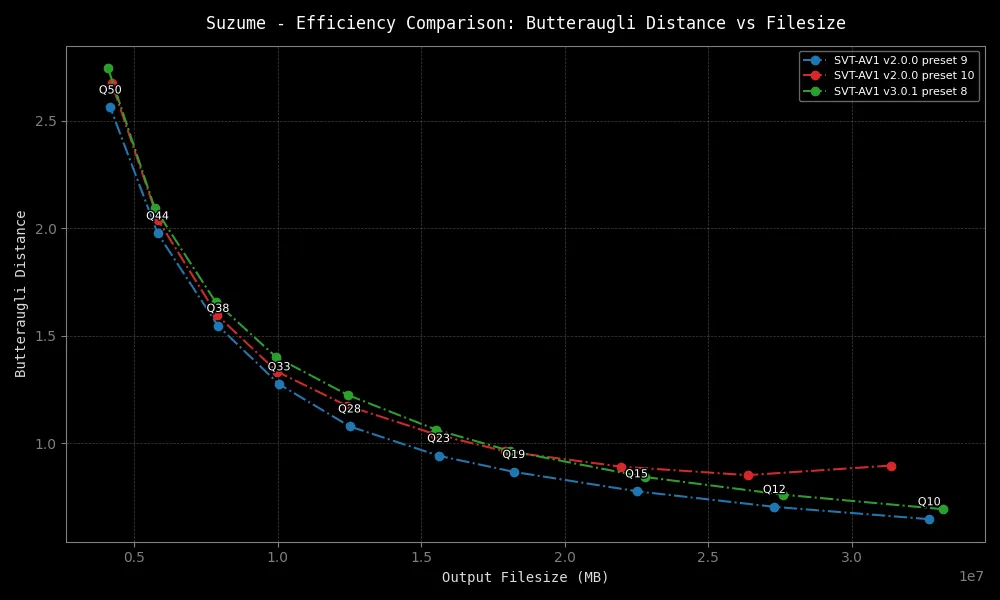 Suzume - Efficiency Comparison: Butteraugli Distance vs Filesize
SVT-AV1 v2.0.0 preset 9
SVT-AV1 v2.0.0 preset 10
SVT-AV1 v3.0.1 preset 8
Butteraugli Distance
2.5
2.0
1.5
1.0
Q50
Q44
Q38
Q33
Q28
Q23
Q19
Q15
Q12
Q10
0.5
1.0
1.5
2.0
2.5
3.0
1e7
Output Filesize (MB)